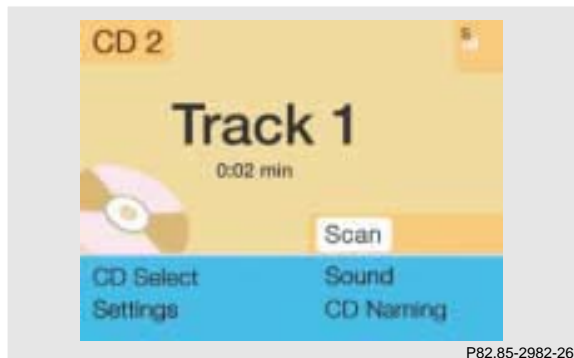 CD 2
S
Track 1
0:02 min
Scan
CD Select Sound
Settings CD Naming
P82.85-2982-26